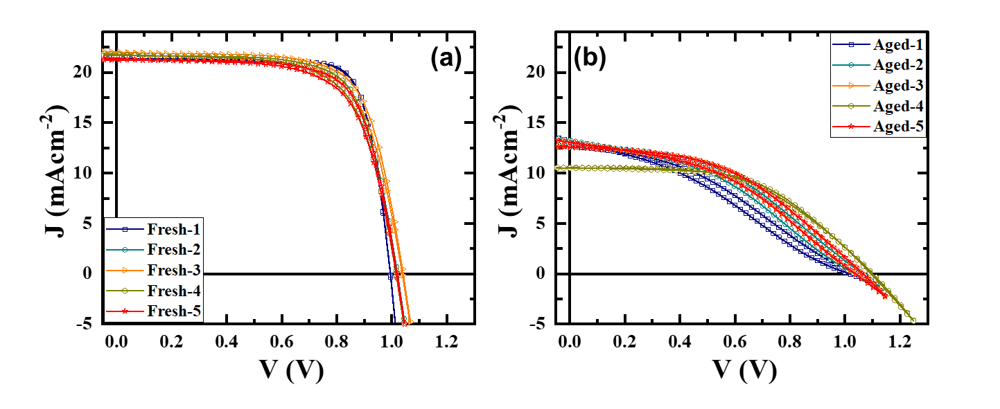 (a)
J (mAcm-2)
20
15
10
5
0
-5
Fresh-1
Fresh-2
Fresh-3
Fresh-4
Fresh-5
0.0 0.2 0.4 0.6 0.8 1.0 1.2
V (V)
(b)
J (mAcm-2)
20
15
10
5
0
-5
Aged-1
Aged-2
Aged-3
Aged-4
Aged-5
0.0 0.2 0.4 0.6 0.8 1.0 1.2
V (V)